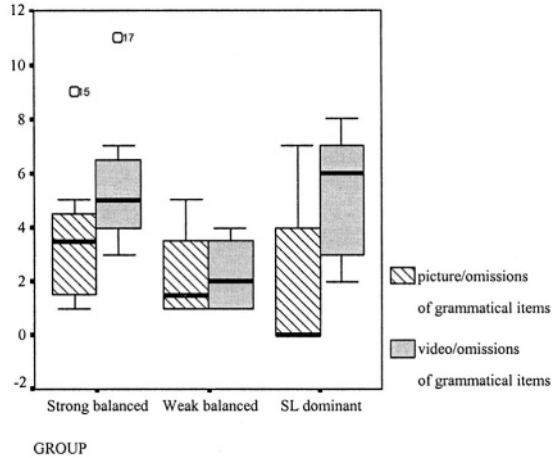 12
10
8
6
4
2
0
-2
15
17
Strong balanced
Weak balanced
SL dominant
GROUP
picture/omissions
of grammatical items
video/omissions
of grammatical items